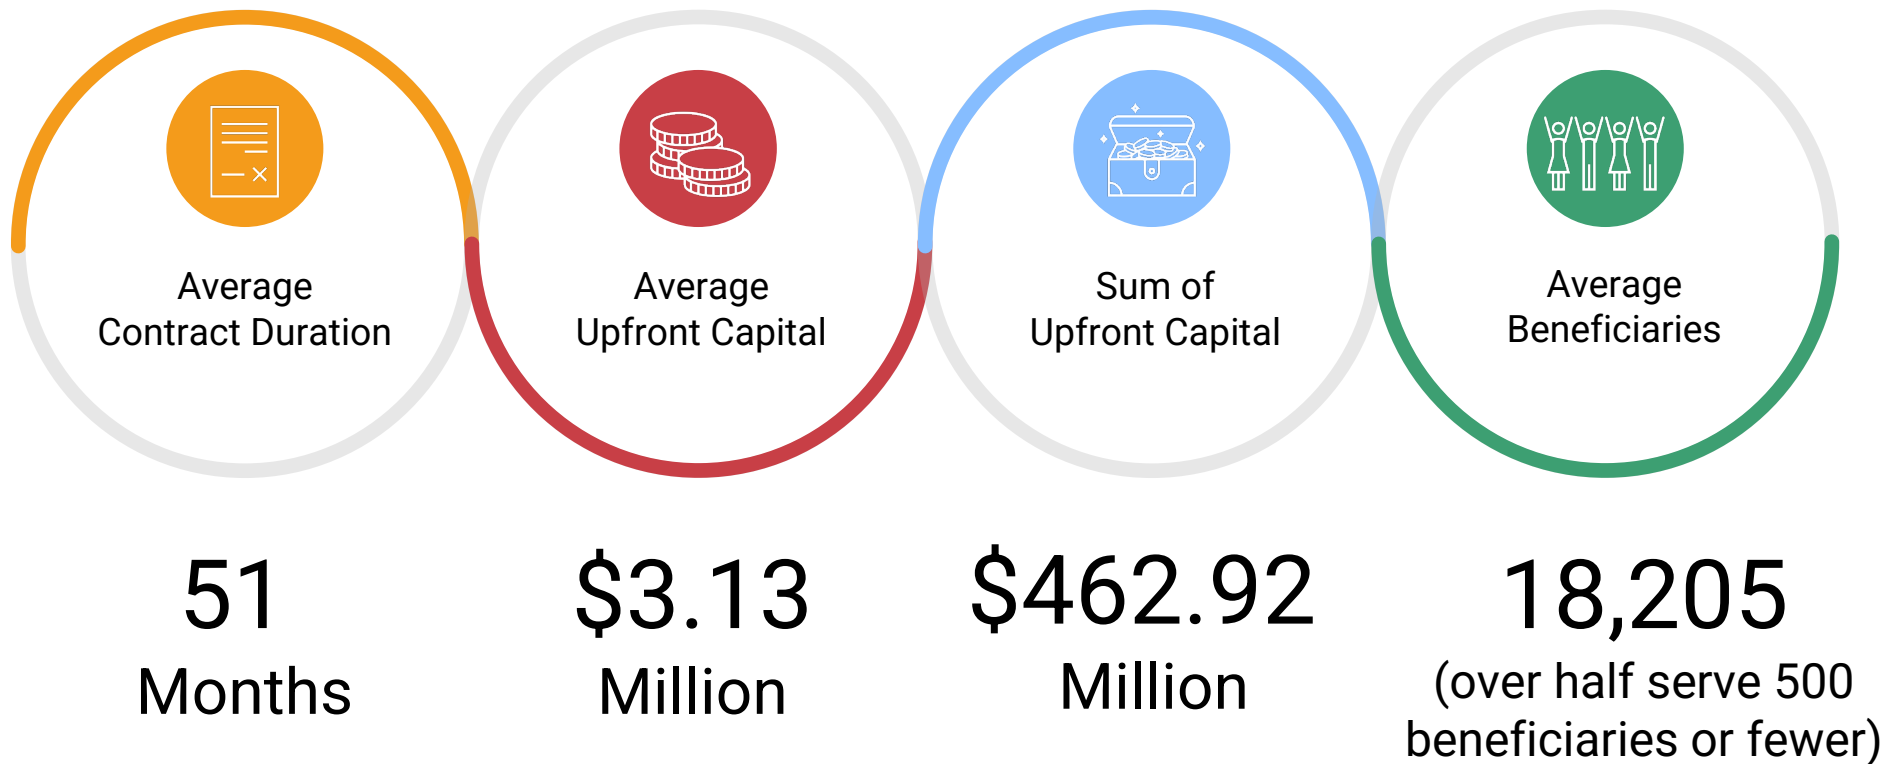 Average
Contract Duration
51
Months
Average
Upfront Capital
$3.13
Million
Sum of
Upfront Capital
$462.92
Million
Average
Beneficiaries
18,205
(over half serve 500
beneficiaries or fewer)